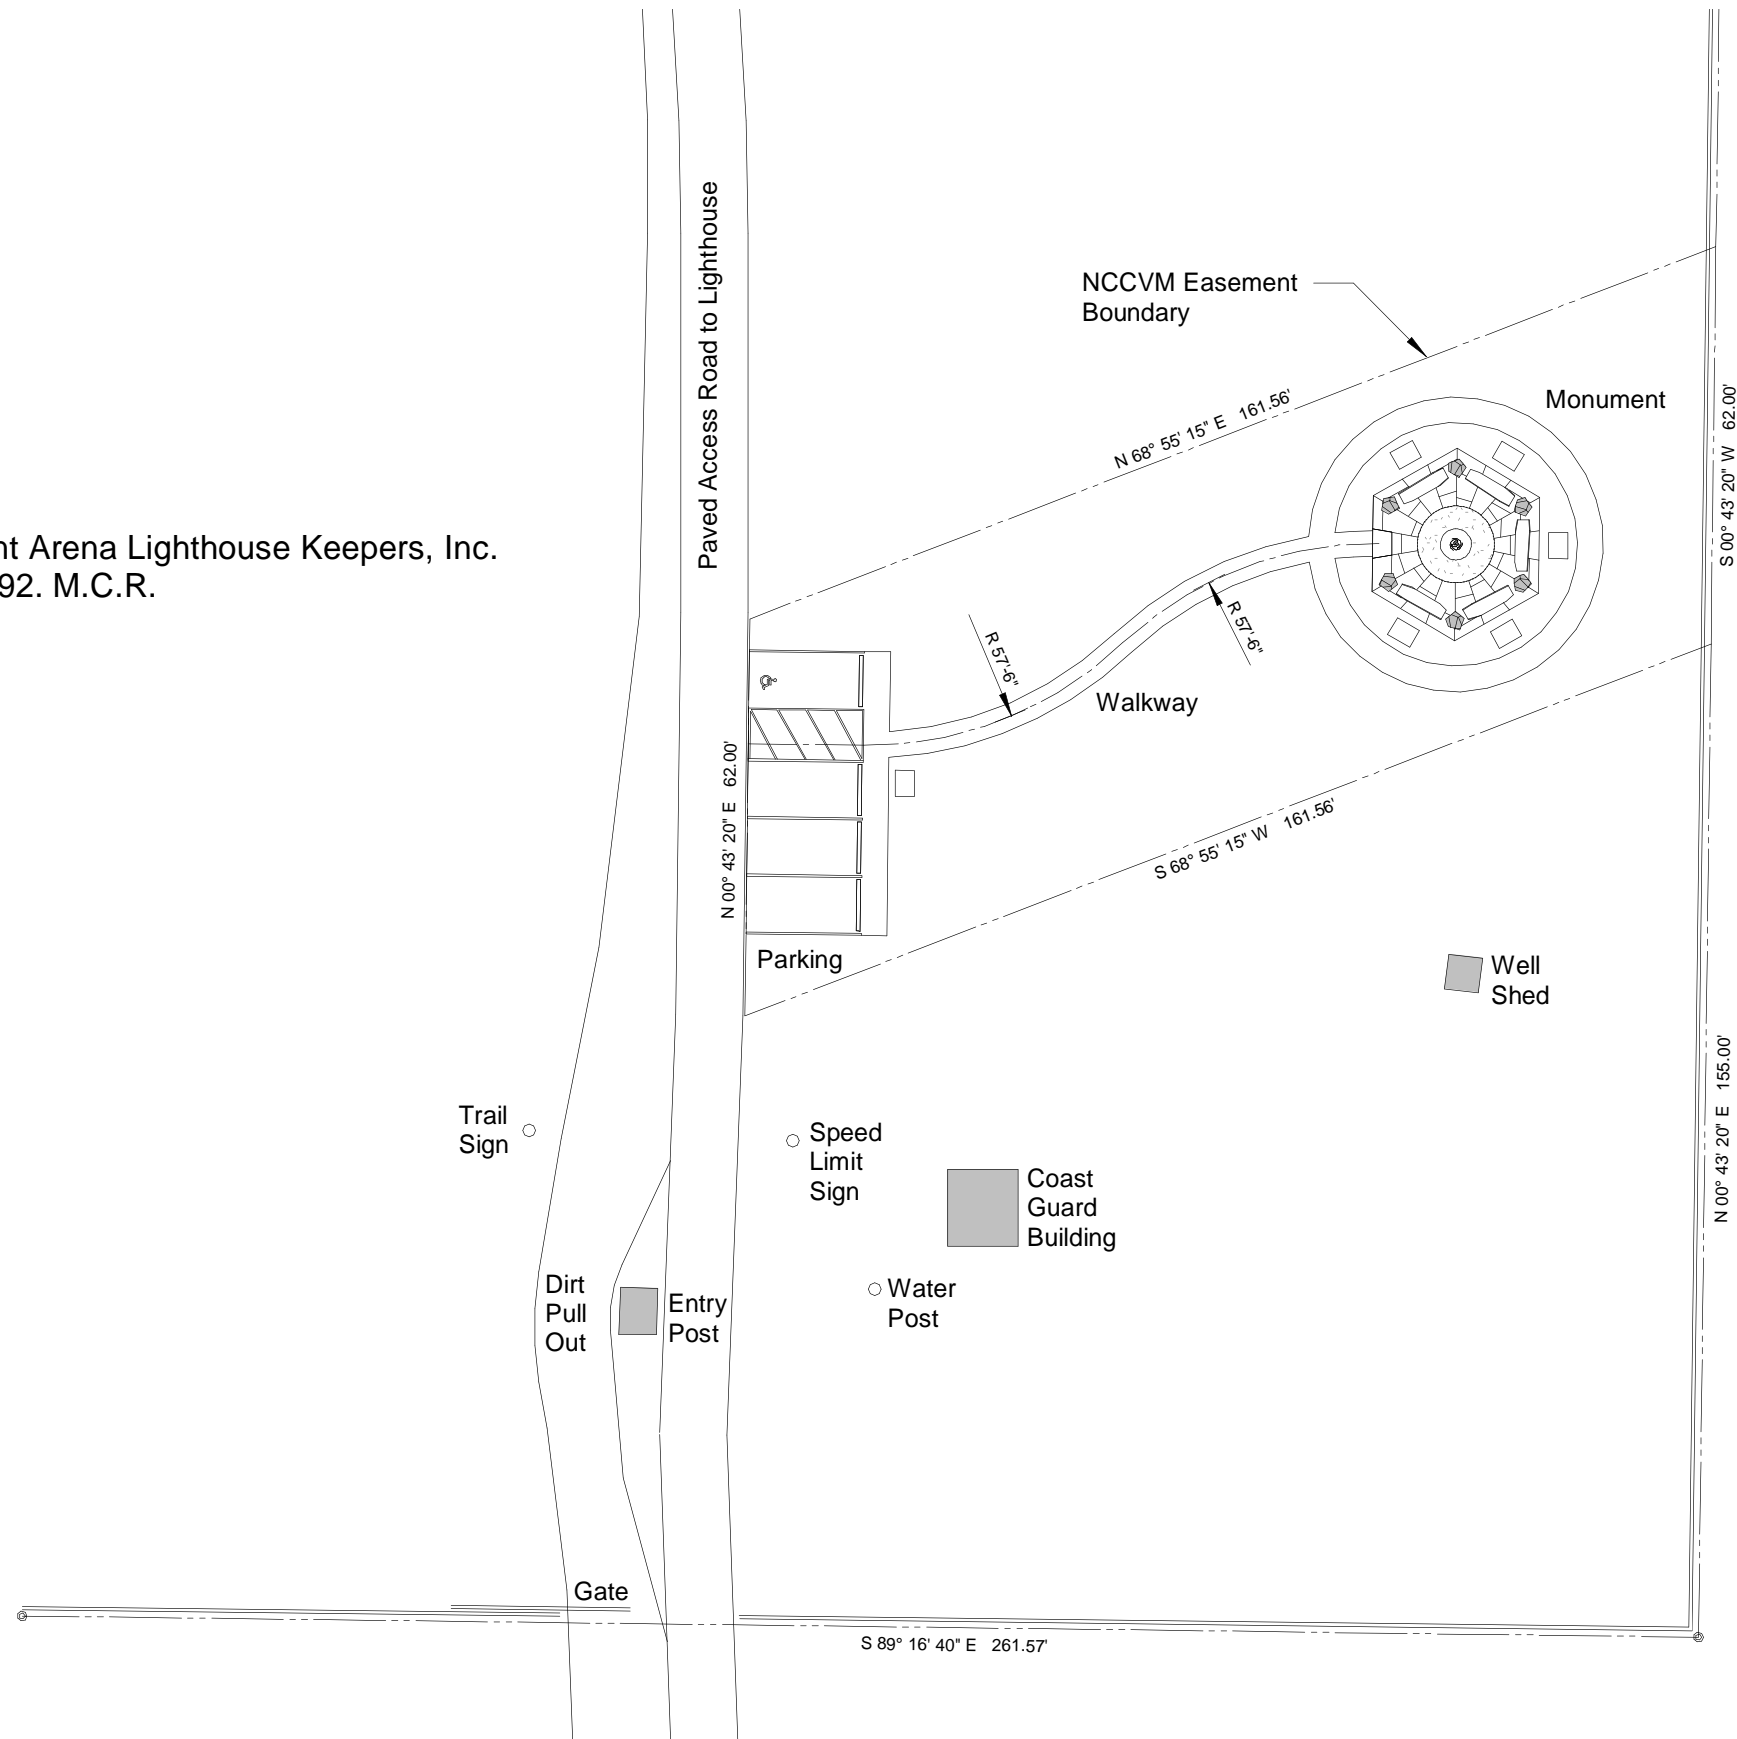 Paved Access Road to Lighthouse
NCCVM Easement
Boundary
Monument
N 68° 55' 15" E 161.56'
S 00° 43' 20" W 62.00'
Arena Lighthouse Keepers, Inc.
92. M.C.R.
R 57'-6"
R 57'-6"
Walkway
N 00° 43' 20" E 62.00'
S 68° 55' 15" W 161.56'
Parking
Well
Shed
N 00° 43' 20" E 155.00'
Trail
Sign
Speed
Limit
Sign
Coast
Guard
Building
Dirt
Pull
Out
Entry
Post
Water
Post
Gate
S 89° 16' 40" E 261.57'